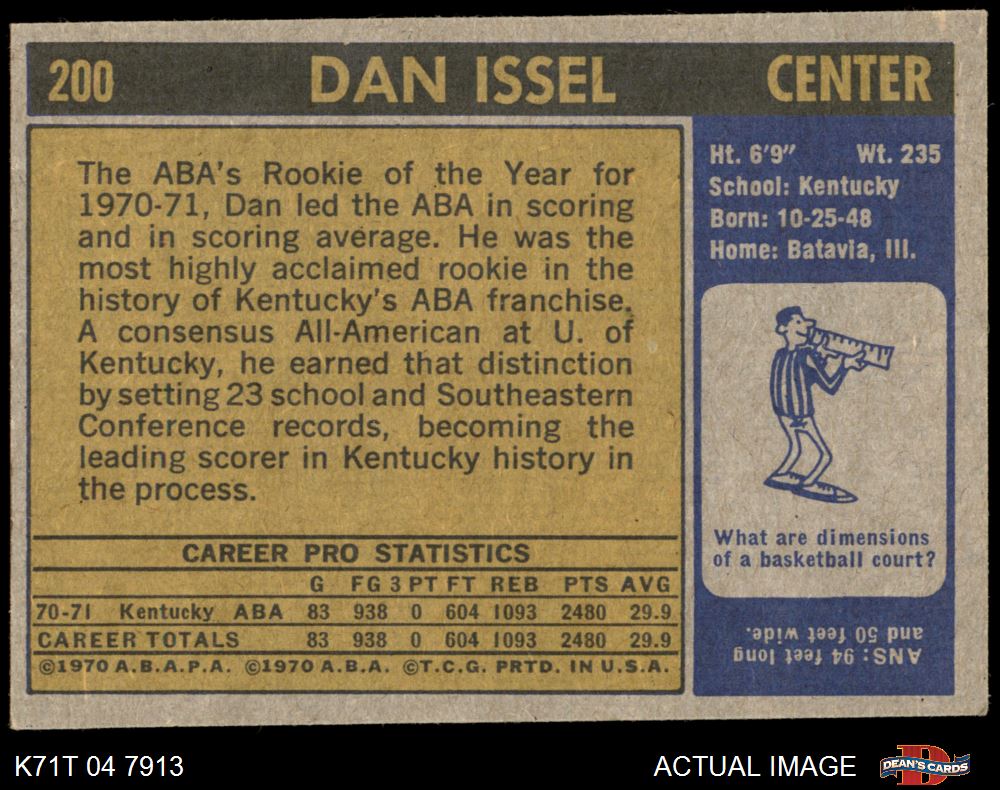 200 DAN ISSEL CENTER
The ABA's Rookie of the Year for
1970-71, Dan led the ABA in scoring
and in scoring average. He was the
most highly acclaimed rookie in the
history of Kentucky's ABA franchise.
A consensus All-American at U. of
Kentucky, he earned that distinction
by setting 23 school and Southeastern
Conference records, becoming the
leading scorer in Kentucky history in
the process.
CAREER PRO STATISTICS
G FG 3 PT FT REB PTS AVG
70-71 Kentucky ABA 83 938 0 604 1093 2480 29.9
CAREER TOTALS 83 938 0 604 1093 2480 29.9
©1970 A.B.A.P.A. ©1970 A.B.A. ©T.C.G. PRTD. IN U.S.A.
Ht. 6'9" Wt. 235
School: Kentucky
Born: 10-25-48
Home: Batavia, Ill.
What are dimensions
of a basketball court?
ANS: 94 feet long
and 50 feet wide.
K71T 04 7913 ACTUAL IMAGE D DEAN'S CARDS